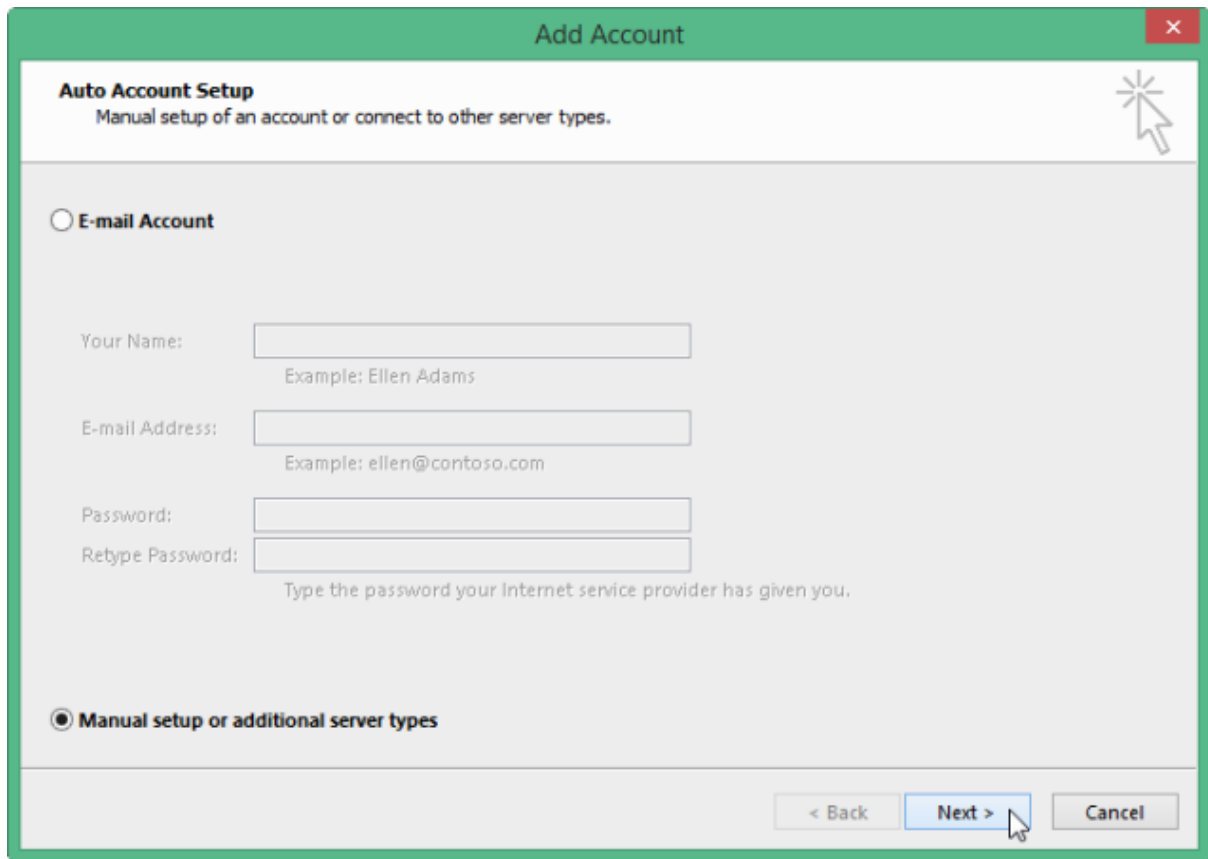 Add Account
Auto Account Setup
Manual setup of an account or connect to other server types.
E-mail Account
Your Name:
Example: Ellen Adams
E-mail Address:
Example: ellen@contoso.com
Password:
Retype Password:
Type the password your Internet service provider has given you.
Manual setup or additional server types
< Back Next > Cancel